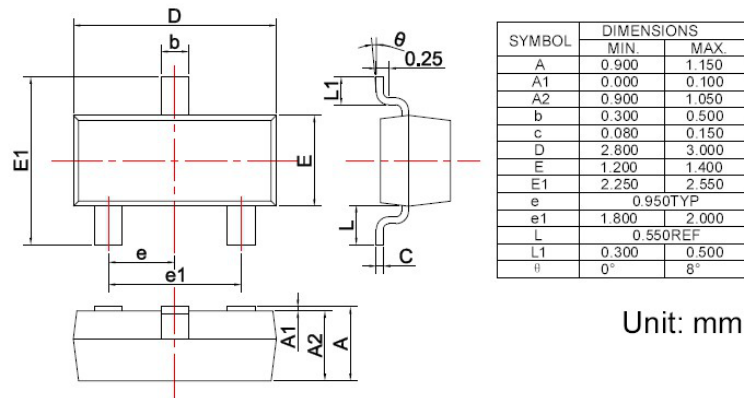 D
b
θ
0.25
L1
E1
E
L
C
e
e1
A1
A2
A
SYMBOL DIMENSIONS
MIN. MAX.
A 0.900 1.150
A1 0.000 0.100
A2 0.900 1.050
b 0.300 0.500
c 0.080 0.150
D 2.800 3.000
E 1.200 1.400
E1 2.250 2.550
e 0.950TYP
e1 1.800 2.000
L 0.550REF
L1 0.300 0.500
θ 0° 8°
Unit: mm